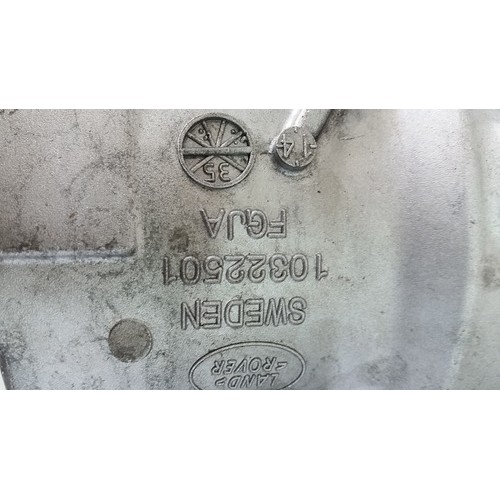 LAND-
-ROVER
SWEDEN
10322501
FGJA
35
14